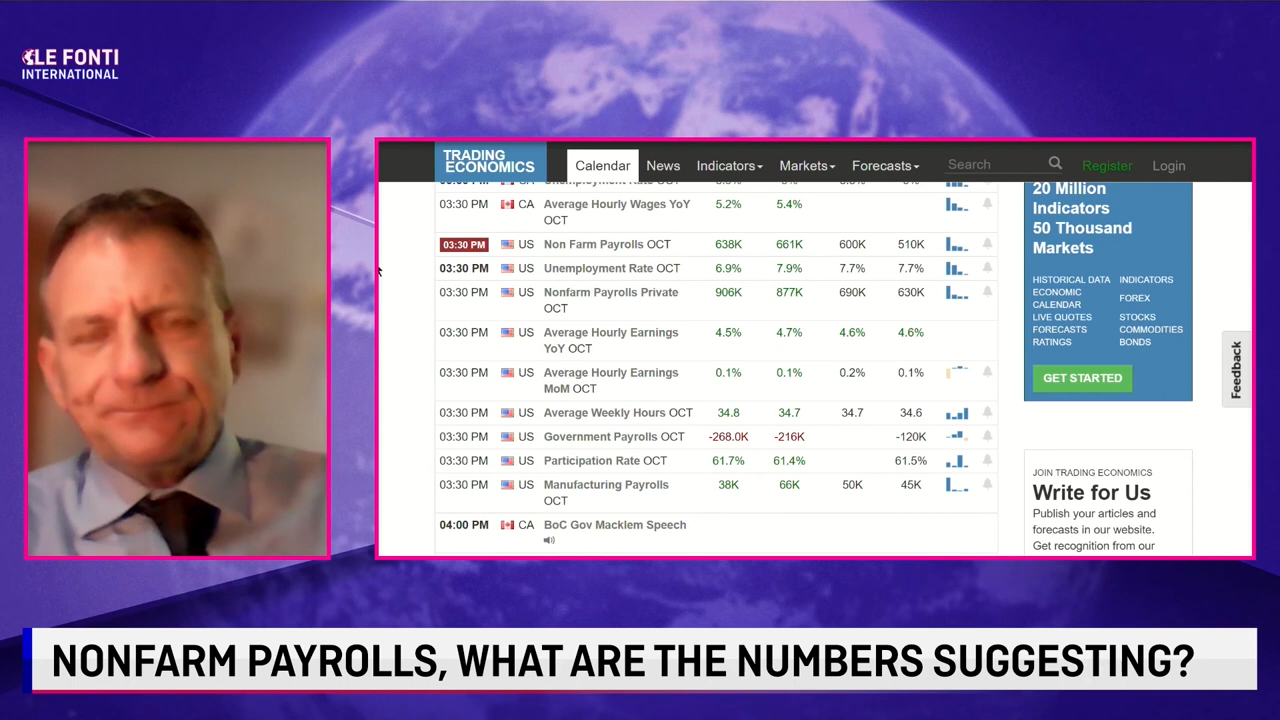 LE FONTI
INTERNATIONAL
TRADING
ECONOMICS
Calendar News Indicators Markets Forecasts Search Register Login
03:30 PM CA Average Hourly Wages YoY 5.2% 5.4%
OCT
03:30 PM US Non Farm Payrolls OCT 638K 661K 600K 510K
03:30 PM US Unemployment Rate OCT 6.9% 7.9% 7.7% 7.7%
03:30 PM US Nonfarm Payrolls Private 906K 877K 690K 630K
OCT
03:30 PM US Average Hourly Earnings 4.5% 4.7% 4.6% 4.6%
YoY OCT
03:30 PM US Average Hourly Earnings 0.1% 0.1% 0.2% 0.1%
MoM OCT
03:30 PM US Average Weekly Hours OCT 34.8 34.7 34.7 34.6
03:30 PM US Government Payrolls OCT -268.0K -216K -120K
03:30 PM US Participation Rate OCT 61.7% 61.4% 61.5%
03:30 PM US Manufacturing Payrolls 38K 66K 50K 45K
OCT
04:00 PM CA BoC Gov Macklem Speech
20 Million
Indicators
50 Thousand
Markets
HISTORICAL DATA INDICATORS
ECONOMIC
CALENDAR FOREX
LIVE QUOTES STOCKS
FORECASTS COMMODITIES
RATINGS BONDS
GET STARTED
Feedback
JOIN TRADING ECONOMICS
Write for Us
Publish your articles and
forecasts in our website.
Get recognition from our
NONFARM PAYROLLS, WHAT ARE THE NUMBERS SUGGESTING?